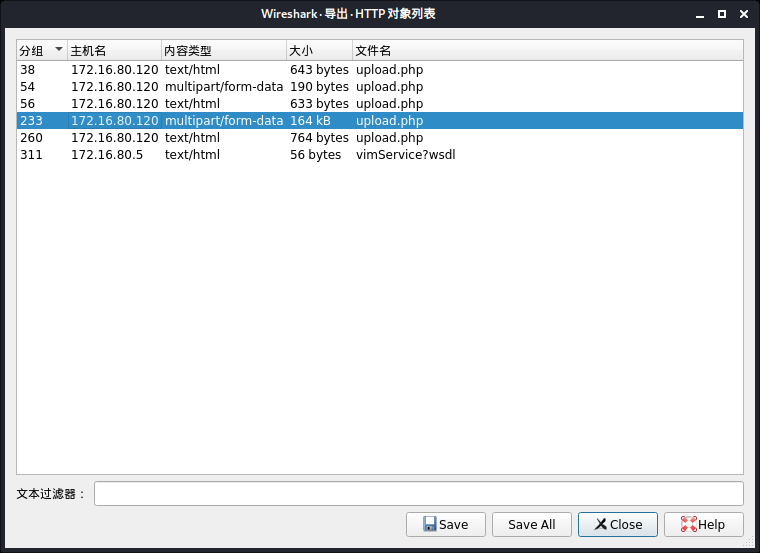 Wireshark · 导出 · HTTP 对象列表
分组 主机名 内容类型 大小 文件名
38 172.16.80.120 text/html 643 bytes upload.php
54 172.16.80.120 multipart/form-data 190 bytes upload.php
56 172.16.80.120 text/html 633 bytes upload.php
233 172.16.80.120 multipart/form-data 164 kB upload.php
260 172.16.80.120 text/html 764 bytes upload.php
311 172.16.80.5 text/html 56 bytes vimService?wsdl
文本过滤器：
Save Save All Close Help